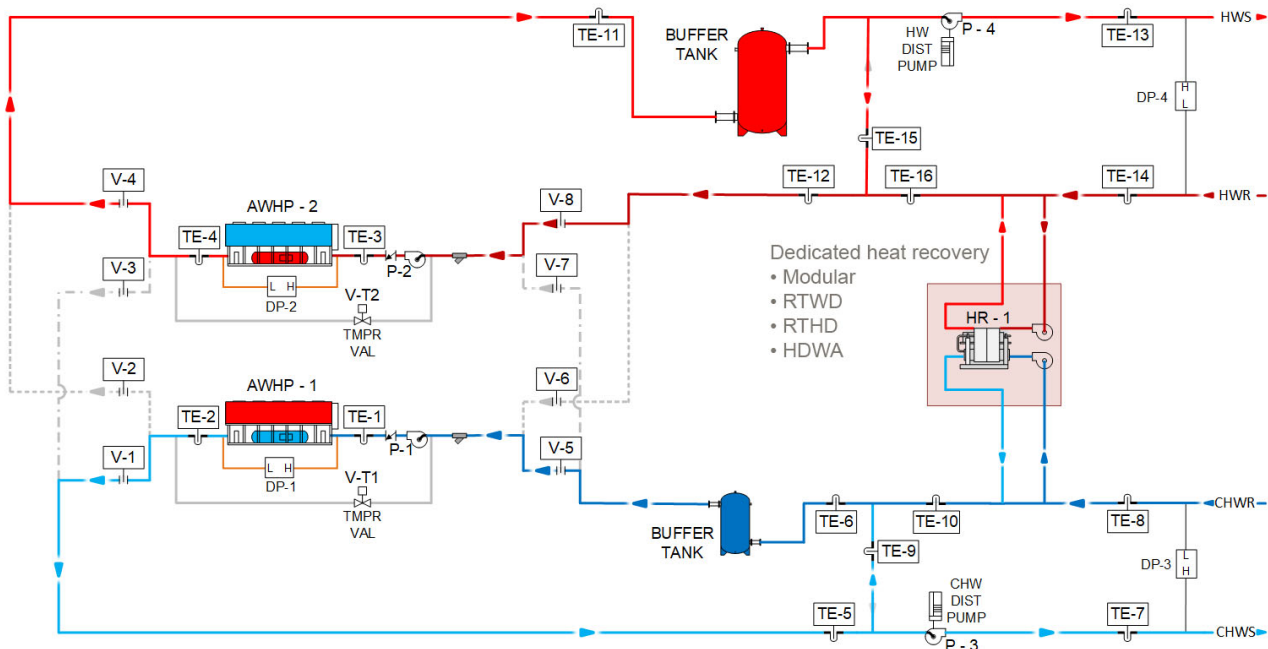 TE-11
BUFFER
TANK
HW
DIST
PUMP
P - 4
TE-13
HWS
H
L
DP-4
TE-15
V-4
AWHP - 2
V-8
TE-12
TE-16
TE-14
HWR
TE-4
TE-3
P-2
V-3
V-7
L H
DP-2
V-T2
TMPR
VAL
Dedicated heat recovery
• Modular
• RTWD
• RTHD
• HDWA
HR - 1
V-2
AWHP - 1
V-6
TE-2
TE-1
P-1
V-1
V-5
L H
DP-1
V-T1
TMPR
VAL
BUFFER
TANK
TE-6
TE-10
TE-8
CHWR
TE-9
L
H
DP-3
CHW
DIST
PUMP
TE-5
P - 3
TE-7
CHWS